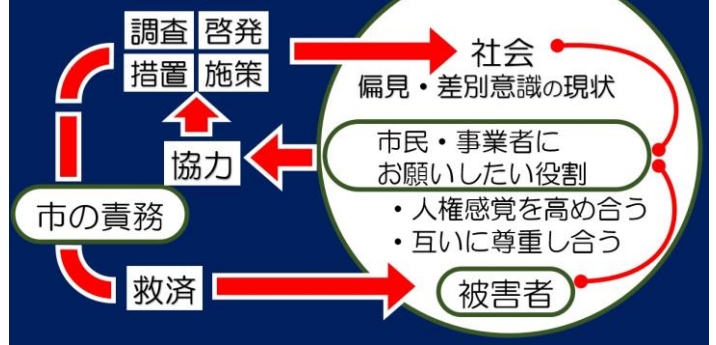 調査 啓発
措置 施策
社会
偏見・差別意識の現状
市民・事業者に
お願いしたい役割
協力
・人権感覚を高め合う
・互いに尊重し合う
市の責務
救済
被害者